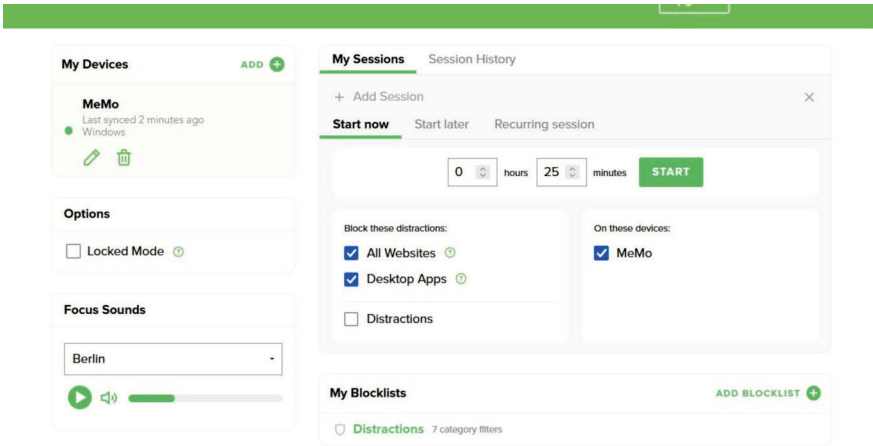 My Devices
ADD
MeMo
Last synced 2 minutes ago
Windows
Options
Locked Mode
Focus Sounds
Berlin
My Sessions Session History
+ Add Session
Start now Start later Recurring session
0 hours 25 minutes START
Block these distractions:
All Websites
Desktop Apps
Distractions
On these devices:
MeMo
My Blocklists
ADD BLOCKLIST
Distractions 7 category filters